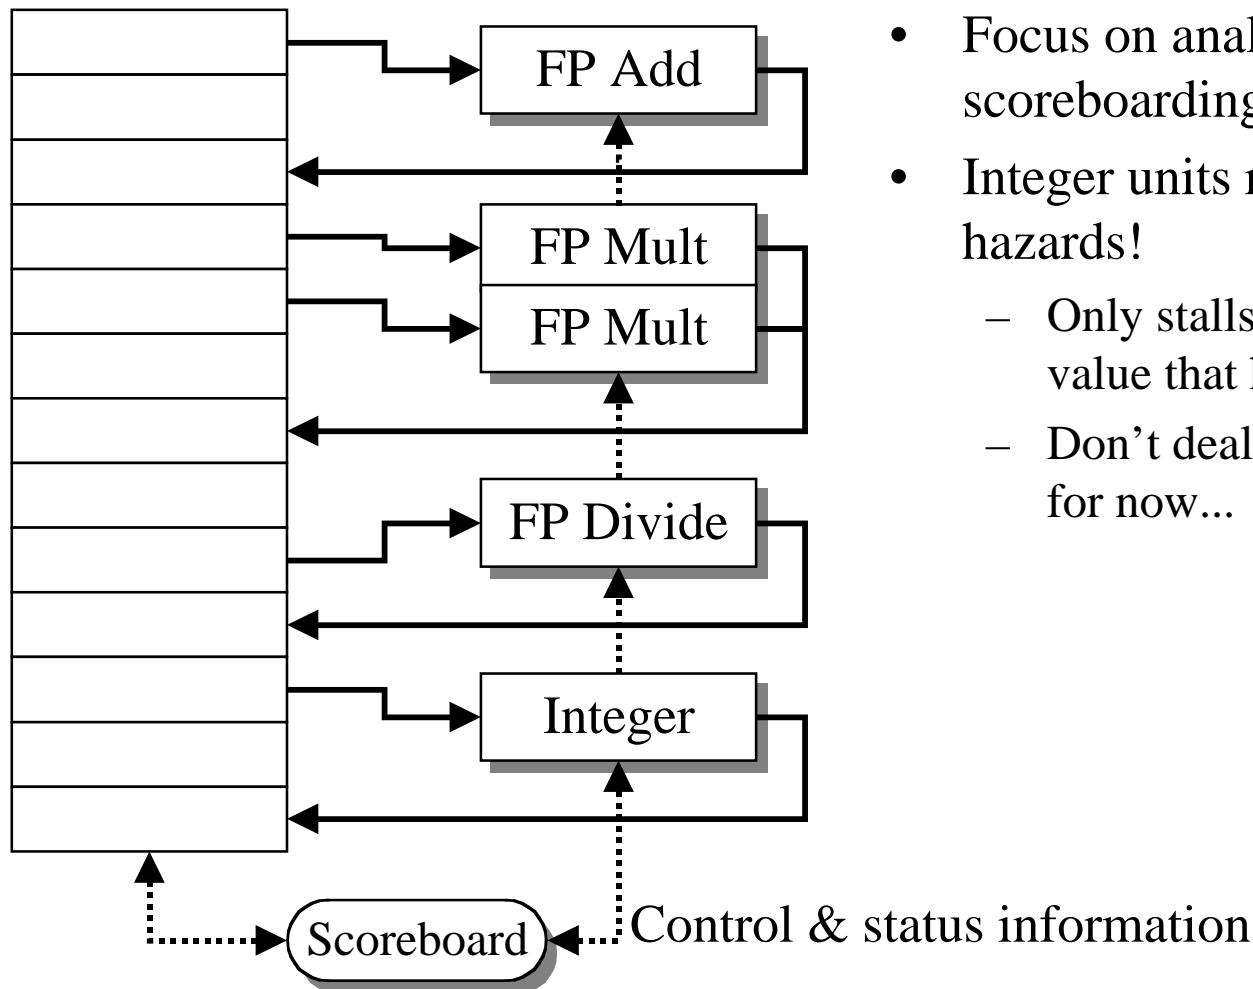 FP Add
FP Mult
FP Mult
FP Divide
Integer
Scoreboard
Control & status information
• Focus on anal
scoreboarding
• Integer units r
hazards!
– Only stalls
value that
– Don’t deal
for now...